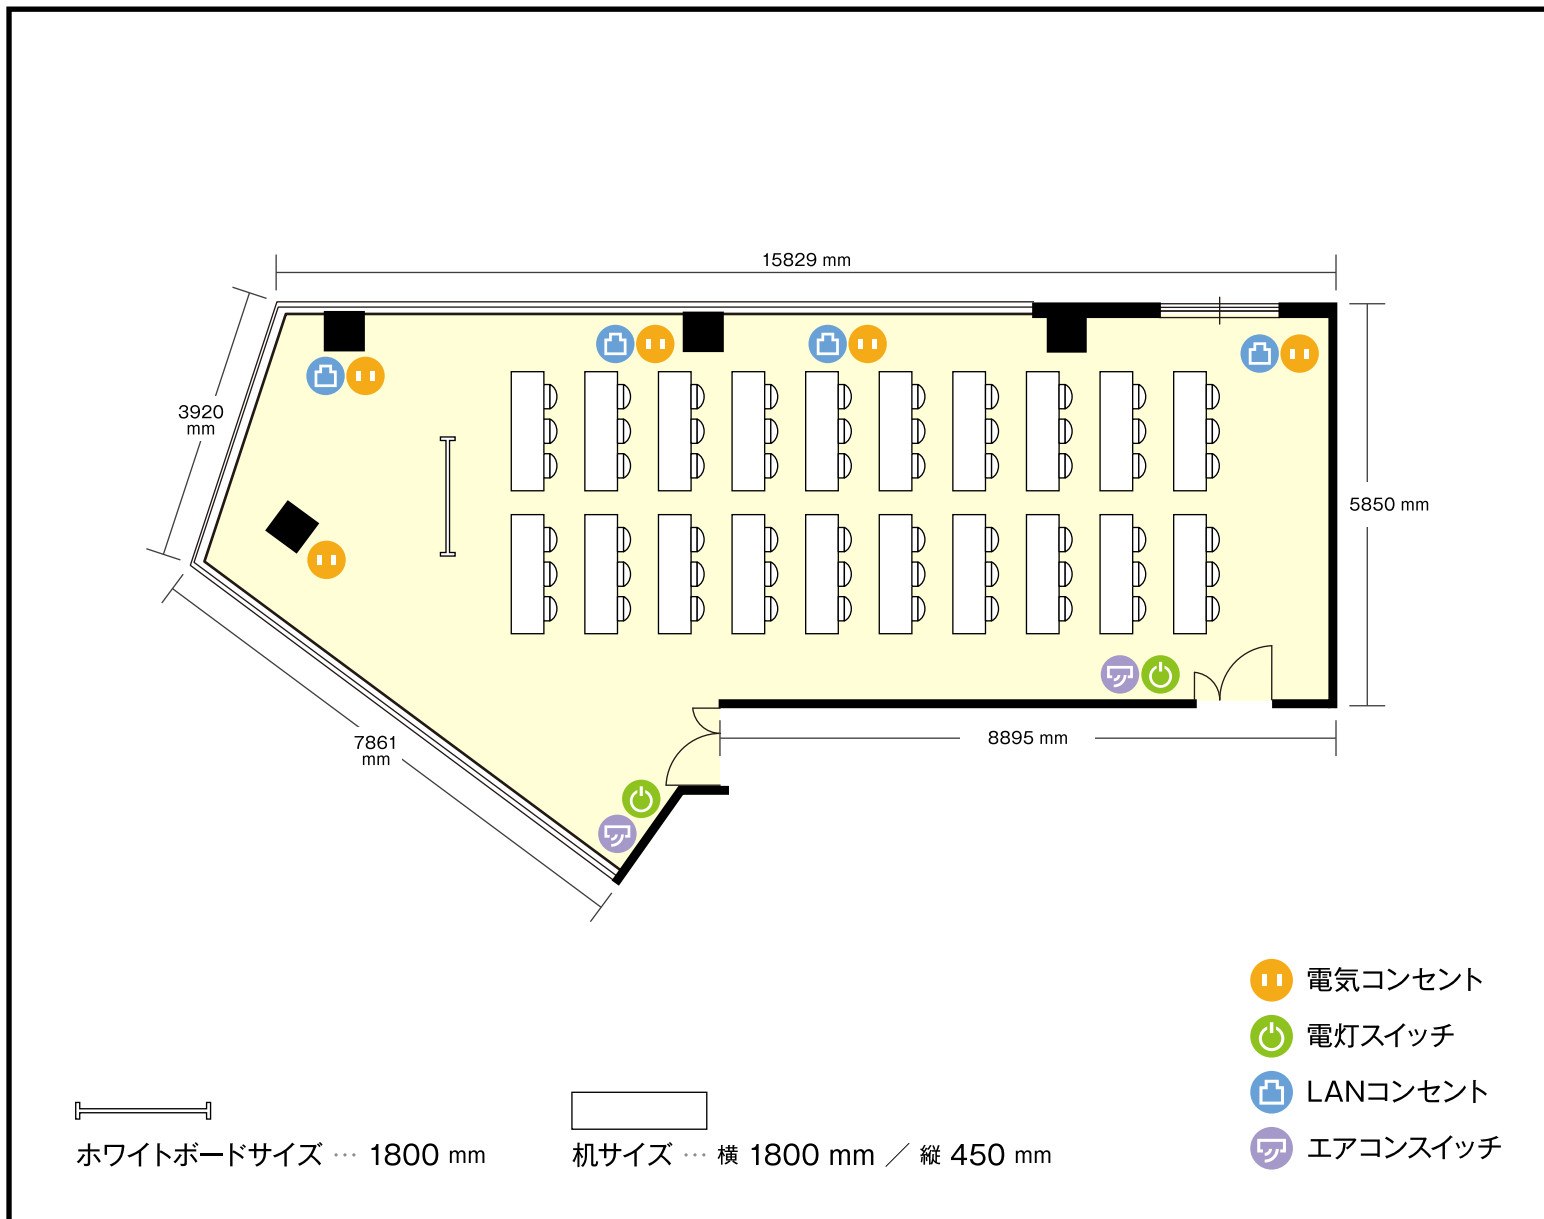 15829 mm
3920
mm
5850 mm
7861
mm
8895 mm
電気コンセント
電灯スイッチ
LANコンセント
エアコンスイッチ
ホワイトボードサイズ … 1800 mm
机サイズ … 横 1800 mm ／ 縦 450 mm